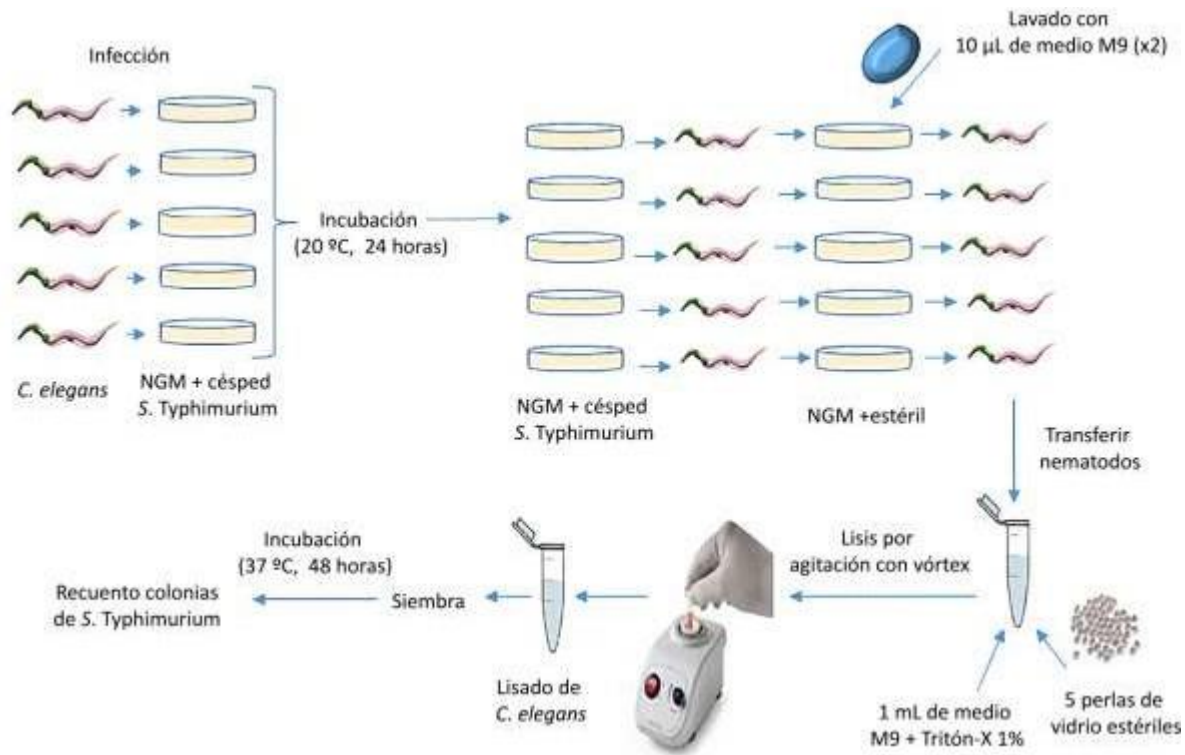 Infección
Lavado con
10 µL de medio M9 (x2)
Incubación
(20 ºC, 24 horas)
C. elegans
NGM + césped
S. Typhimurium
NGM + césped
S. Typhimurium
NGM +estéril
Transferir
nematodos
Lisis por
agitación con vórtex
1 mL de medio
M9 + Tritón-X 1%
5 perlas de
vidrio estériles
Lisado de
C. elegans
Siembra
Incubación
(37 ºC, 48 horas)
Recuento colonias
de S. Typhimurium